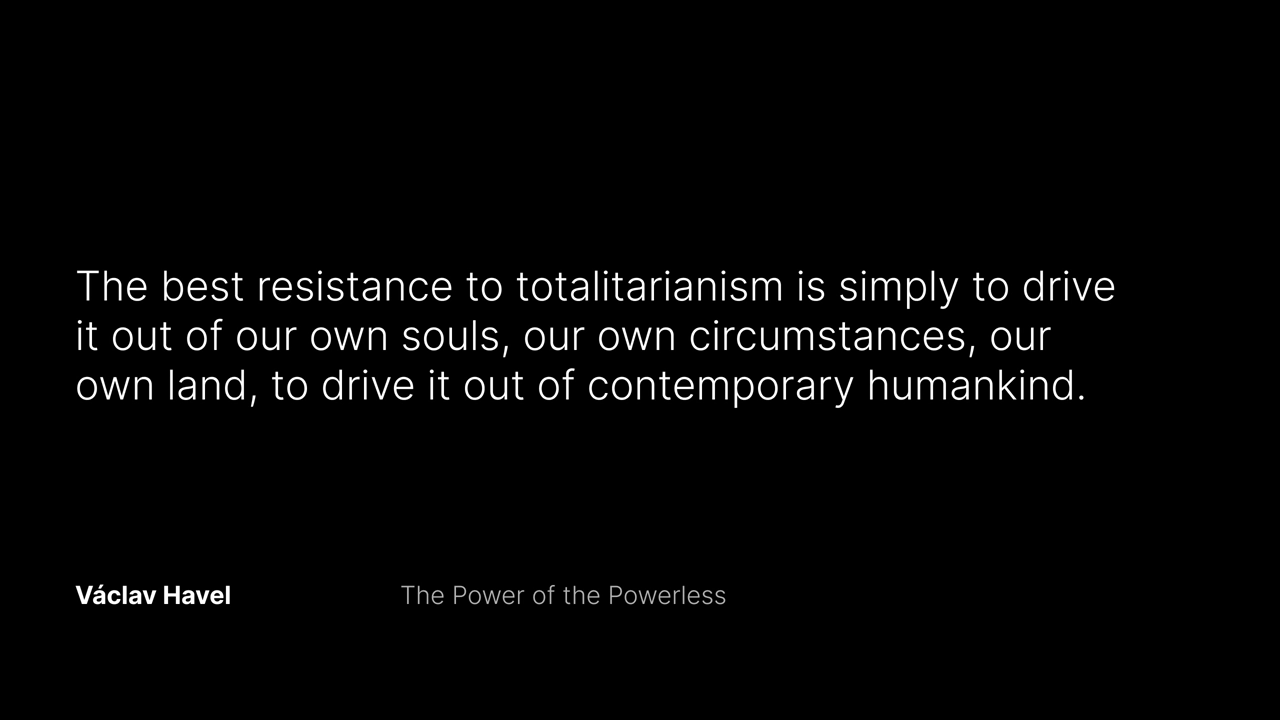 The best resistance to totalitarianism is simply to drive
it out of our own souls, our own circumstances, our
own land, to drive it out of contemporary humankind.
Václav Havel
The Power of the Powerless